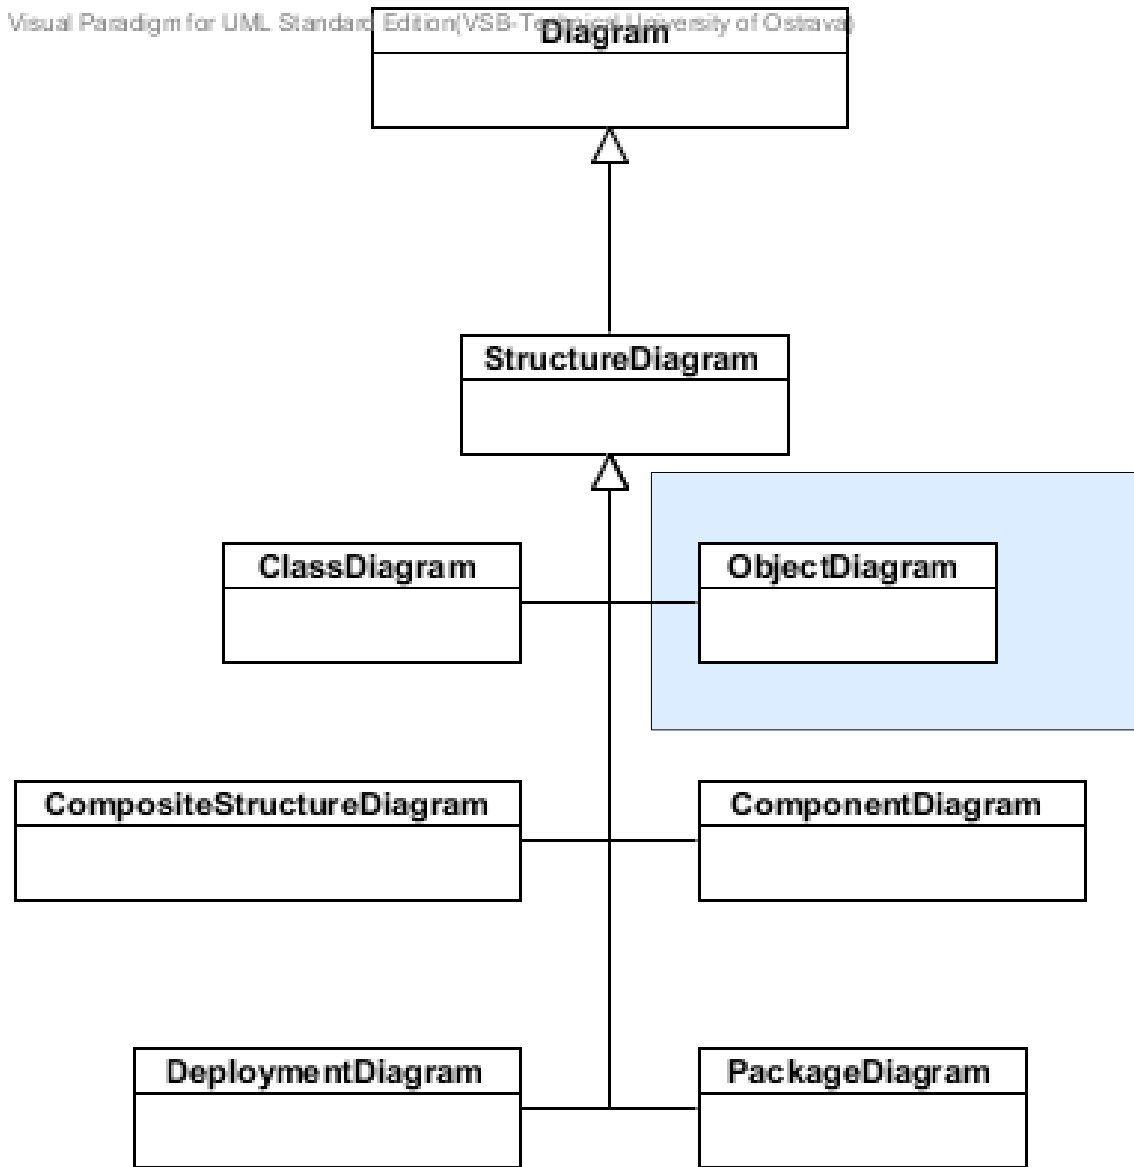 Visual Paradigm for UML Standard Edition(VSB-Technical University of Ostrava)
Diagram
StructureDiagram
ClassDiagram
ObjectDiagram
CompositeStructureDiagram
ComponentDiagram
DeploymentDiagram
PackageDiagram